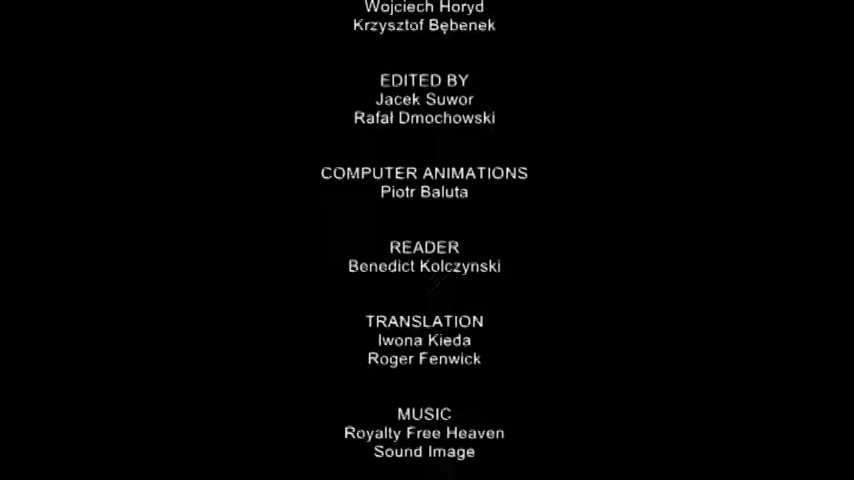 Wojciech Horyd
Krzysztof Bębenek
EDITED BY
Jacek Suwor
Rafał Dmochowski
COMPUTER ANIMATIONS
Piotr Baluta
READER
Benedict Kolczynski
TRANSLATION
Iwona Kieda
Roger Fenwick
MUSIC
Royalty Free Heaven
Sound Image